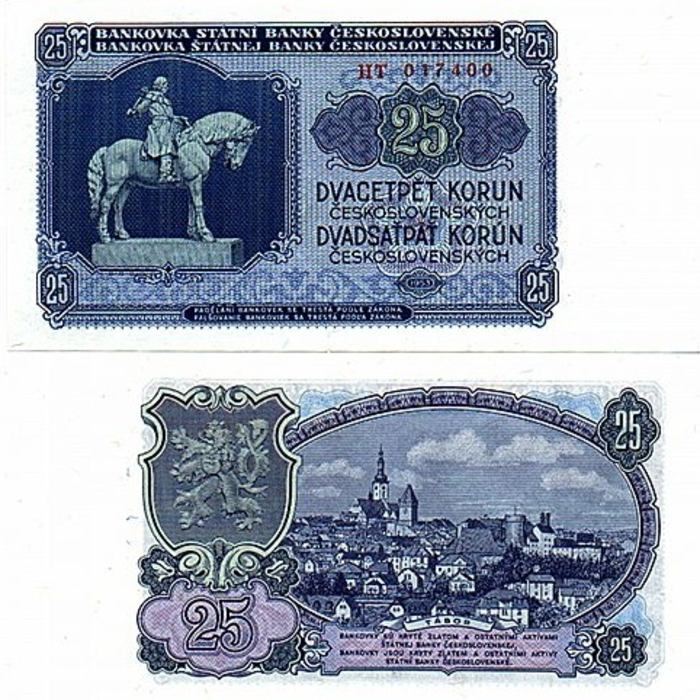 25 BANKOVKA STÁTNÍ BANKY ČESKOSLOVENSKÉ 25
BANKOVKA ŠTÁTNEJ BANKY ČESKOSLOVENSKEJ
HT 017400
25
DVACETPĚT KORUN
ČESKOSLOVENSKÝCH
DVADSAŤPÄŤ KORÚN
ČESKOSLOVENSKÝCH
1953
25 25
PADĚLÁNÍ BANKOVEK SE TRESTÁ PODLE ZÁKONA
FALŠOVANIE BANKOVIEK SA TRESTÁ PODĽA ZÁKONA
25
TÁBOR
25
BANKOVKY SÚ KRYTÉ ZLATOM A OSTATNÝMI AKTÍVAMI
ŠTÁTNEJ BANKY ČESKOSLOVENSKEJ.
BANKOVKY JSOU KRYTY ZLATEM A OSTATNÍMI AKTIVY
STÁTNÍ BANKY ČESKOSLOVENSKÉ.
25